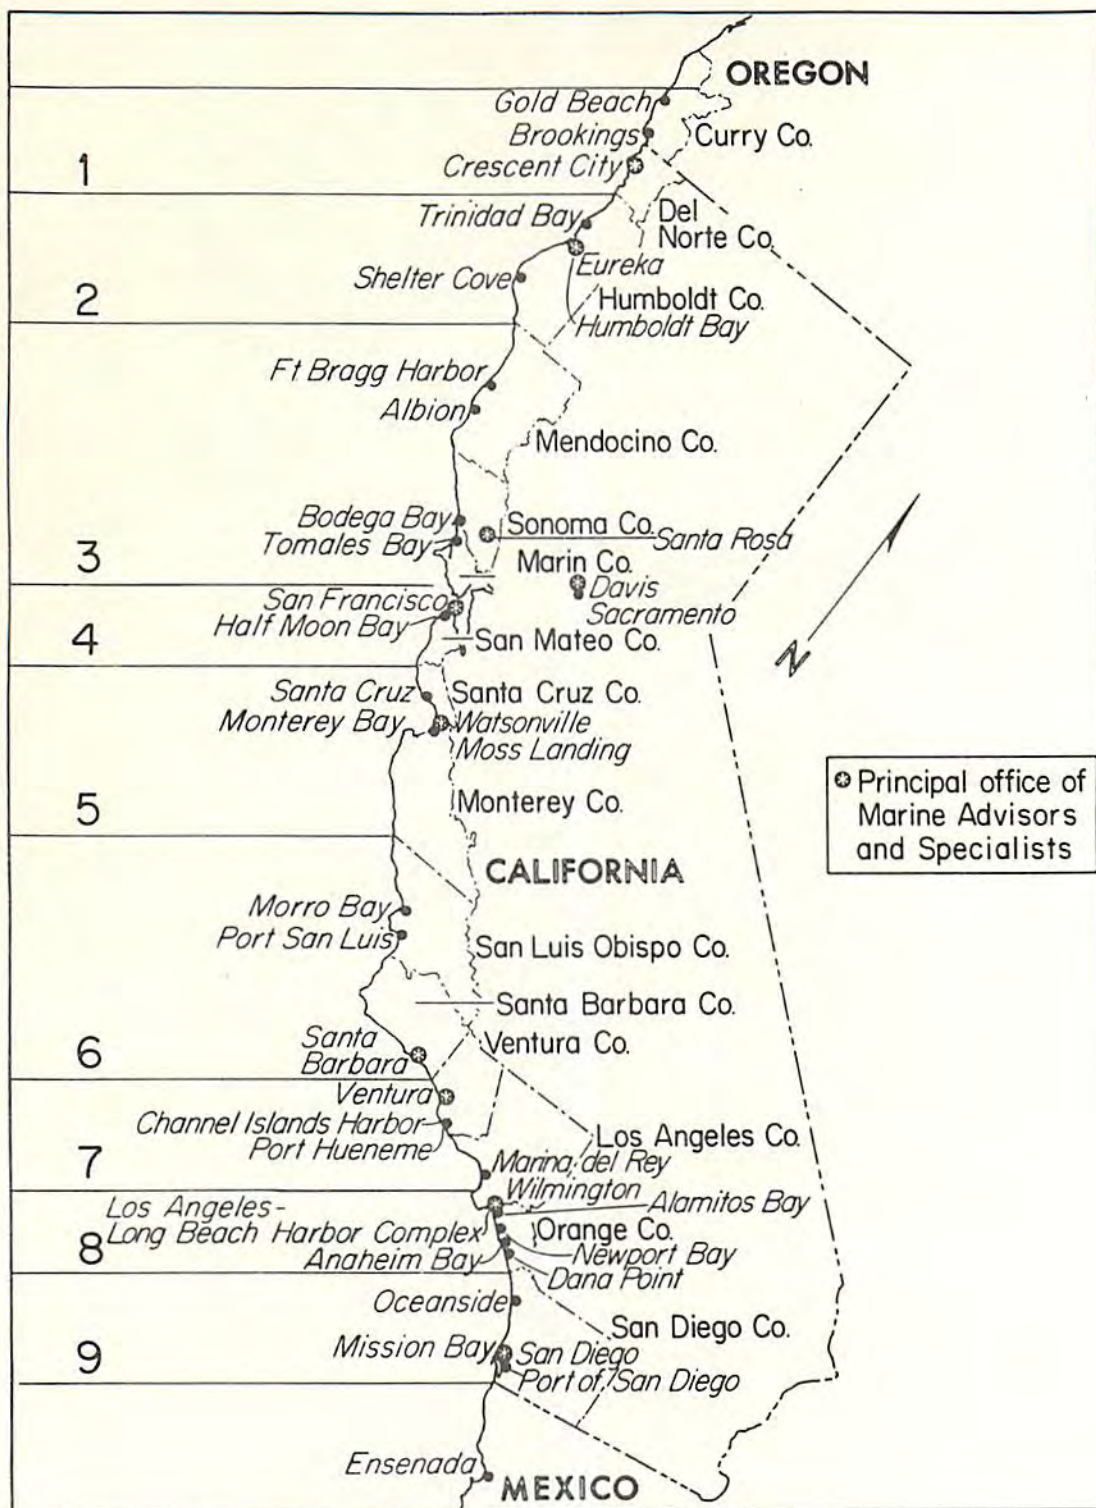 OREGON
Gold Beach
Brookings
Curry Co.
Crescent City
1
Trinidad Bay
Del
Norte Co.
Eureka
Shelter Cove
Humboldt Co.
2
Humboldt Bay
Ft Bragg Harbor
Albion
Mendocino Co.
Bodega Bay
Sonoma Co.
Tomales Bay
Santa Rosa
3
Marin Co.
Davis
San Francisco
Sacramento
Half Moon Bay
4
San Mateo Co.
N
Santa Cruz
Santa Cruz Co.
Monterey Bay
Watsonville
Moss Landing
Principal office of
Marine Advisors
and Specialists
5
Monterey Co.
CALIFORNIA
Morro Bay
Port San Luis
San Luis Obispo Co.
Santa Barbara Co.
6
Santa
Barbara
Ventura Co.
Ventura
Channel Islands Harbor
Port Hueneme
Los Angeles Co.
7
Marina del Rey
Wilmington
Alamitos Bay
Los Angeles-
Long Beach Harbor Complex
Orange Co.
8
Anaheim Bay
Newport Bay
Dana Point
Oceanside
San Diego Co.
9
Mission Bay
San Diego
Port of San Diego
Ensenada
MEXICO